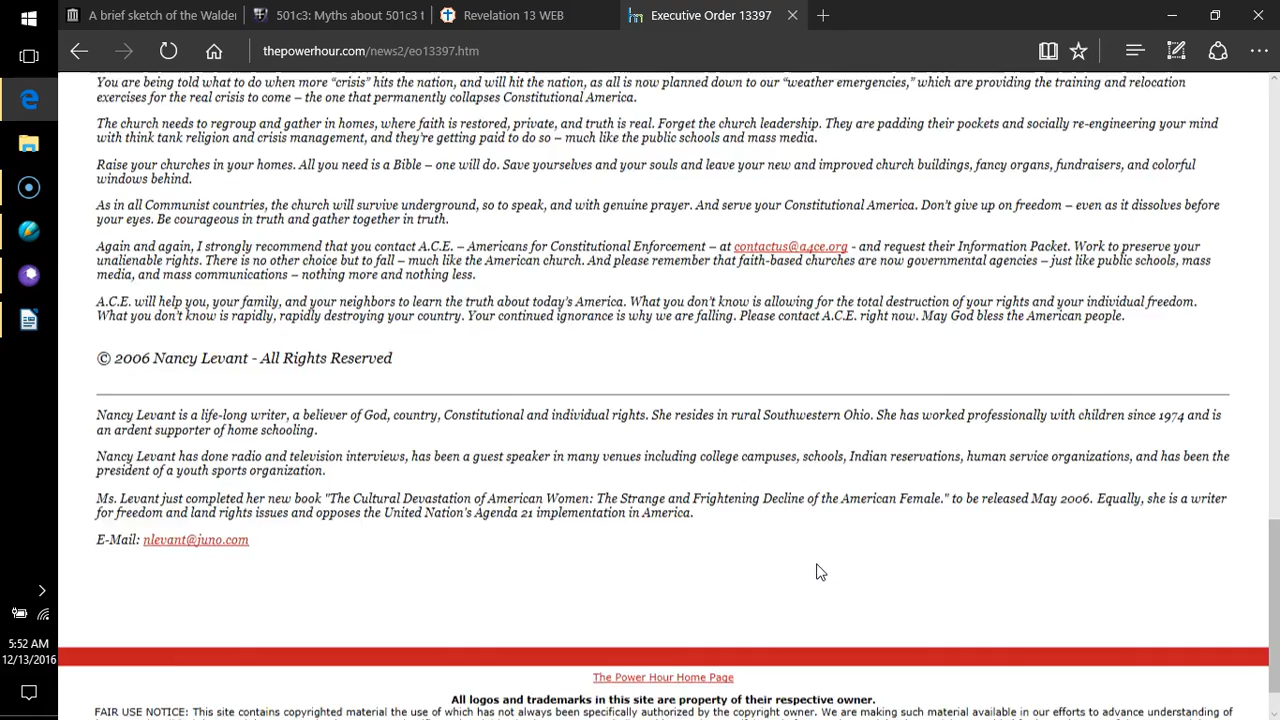 A brief sketch of the Walder
501c3: Myths about 501c3 t
Revelation 13 WEB
Executive Order 13397
thepowerhour.com/news2/eo13397.htm
You are being told what to do when more “crisis” hits the nation, and will hit the nation, as all is now planned down to our “weather emergencies,” which are providing the training and relocation
exercises for the real crisis to come – the one that permanently collapses Constitutional America.
The church needs to regroup and gather in homes, where faith is restored, private, and truth is real. Forget the church leadership. They are padding their pockets and socially re-engineering your mind
with think tank religion and crisis management, and they’re getting paid to do so – much like the public schools and mass media.
Raise your churches in your homes. All you need is a Bible – one will do. Save yourselves and your souls and leave your new and improved church buildings, fancy organs, fundraisers, and colorful
windows behind.
As in all Communist countries, the church will survive underground, so to speak, and with genuine prayer. And serve your Constitutional America. Don’t give up on freedom – even as it dissolves before
your eyes. Be courageous in truth and gather together in truth.
Again and again, I strongly recommend that you contact A.C.E. – Americans for Constitutional Enforcement – at contactus@a4ce.org - and request their Information Packet. Work to preserve your
unalienable rights. There is no other choice but to fall – much like the American church. And please remember that faith-based churches are now governmental agencies – just like public schools, mass
media, and mass communications – nothing more and nothing less.
A.C.E. will help you, your family, and your neighbors to learn the truth about today’s America. What you don’t know is allowing for the total destruction of your rights and your individual freedom.
What you don’t know is rapidly, rapidly destroying your country. Your continued ignorance is why we are falling. Please contact A.C.E. right now. May God bless the American people.
© 2006 Nancy Levant - All Rights Reserved
Nancy Levant is a life-long writer, a believer of God, country, Constitutional and individual rights. She resides in rural Southwestern Ohio. She has worked professionally with children since 1974 and is
an ardent supporter of home schooling.
Nancy Levant has done radio and television interviews, has been a guest speaker in many venues including college campuses, schools, Indian reservations, human service organizations, and has been the
president of a youth sports organization.
Ms. Levant just completed her new book "The Cultural Devastation of American Women: The Strange and Frightening Decline of the American Female." to be released May 2006. Equally, she is a writer
for freedom and land rights issues and opposes the United Nation's Agenda 21 implementation in America.
E-Mail: nlevant@juno.com
5:52 AM
12/13/2016
The Power Hour Home Page
All logos and trademarks in this site are property of their respective owner.
FAIR USE NOTICE: This site contains copyrighted material the use of which has not always been specifically authorized by the copyright owner. We are making such material available in our efforts to advance understanding of